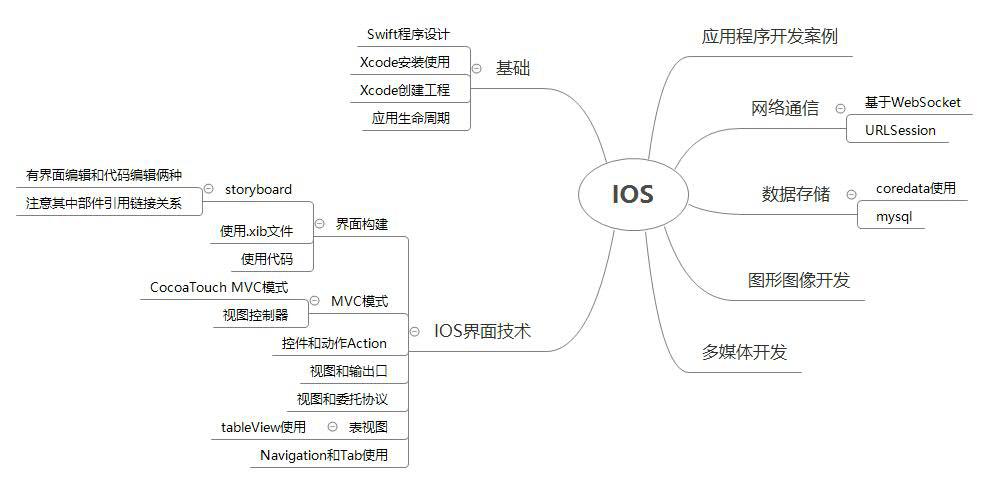 IOS
基础
Swift程序设计
Xcode安装使用
Xcode创建工程
应用生命周期
IOS界面技术
界面构建
storyboard
有界面编辑和代码编辑俩种
注意其中部件引用链接关系
使用.xib文件
使用代码
MVC模式
CocoaTouch MVC模式
视图控制器
控件和动作Action
视图和输出口
视图和委托协议
表视图
tableView使用
Navigation和Tab使用
应用程序开发案例
网络通信
基于WebSocket
URLSession
数据存储
coredata使用
mysql
图形图像开发
多媒体开发